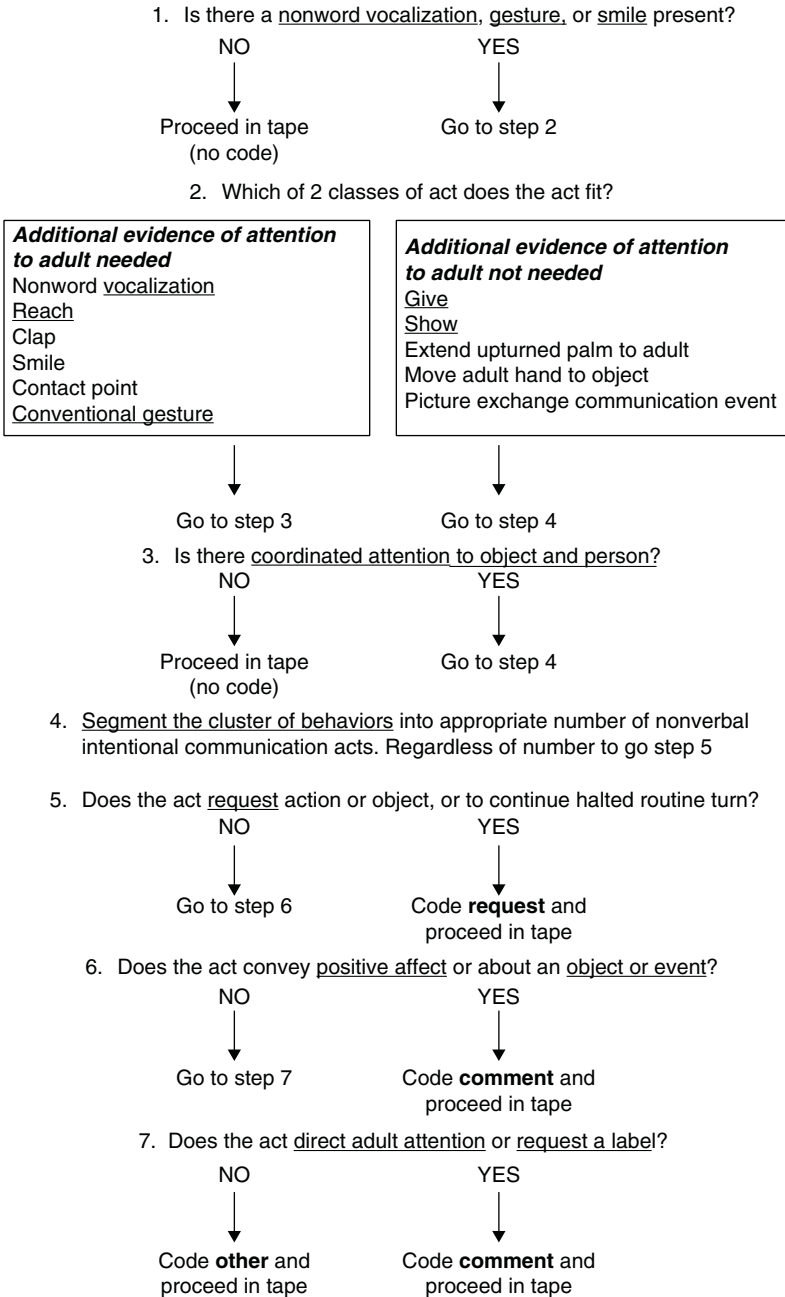 1. Is there a nonword vocalization, gesture, or smile present?
NO YES
Proceed in tape Go to step 2
(no code)
2. Which of 2 classes of act does the act fit?
Additional evidence of attention
to adult needed
Nonword vocalization
Reach
Clap
Smile
Contact point
Conventional gesture
Additional evidence of attention
to adult not needed
Give
Show
Extend upturned palm to adult
Move adult hand to object
Picture exchange communication event
Go to step 3 Go to step 4
3. Is there coordinated attention to object and person?
NO YES
Proceed in tape Go to step 4
(no code)
4. Segment the cluster of behaviors into appropriate number of nonverbal
intentional communication acts. Regardless of number to go step 5
5. Does the act request action or object, or to continue halted routine turn?
NO YES
Go to step 6 Code request and
proceed in tape
6. Does the act convey positive affect or about an object or event?
NO YES
Go to step 7 Code comment and
proceed in tape
7. Does the act direct adult attention or request a label?
NO YES
Code other and Code comment and
proceed in tape proceed in tape